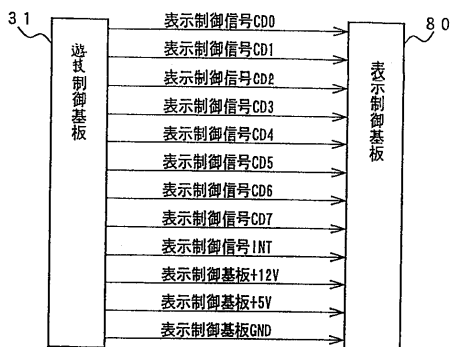 31
遊技制御基板
表示制御信号CD0
表示制御信号CD1
表示制御信号CD2
表示制御信号CD3
表示制御信号CD4
表示制御信号CD5
表示制御信号CD6
表示制御信号CD7
表示制御信号INT
表示制御基板+12V
表示制御基板+5V
表示制御基板GND
80
表示制御基板